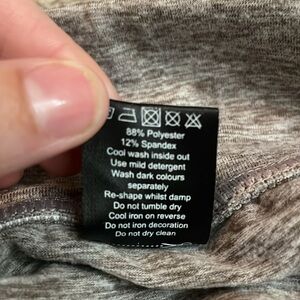 88% Polyester
12% Spandex
Cool wash inside out
Use mild detergent
Wash dark colours
separately
Re-shape whilst damp
Do not tumble dry
Cool iron on reverse
Do not iron decoration
Do not dry clean